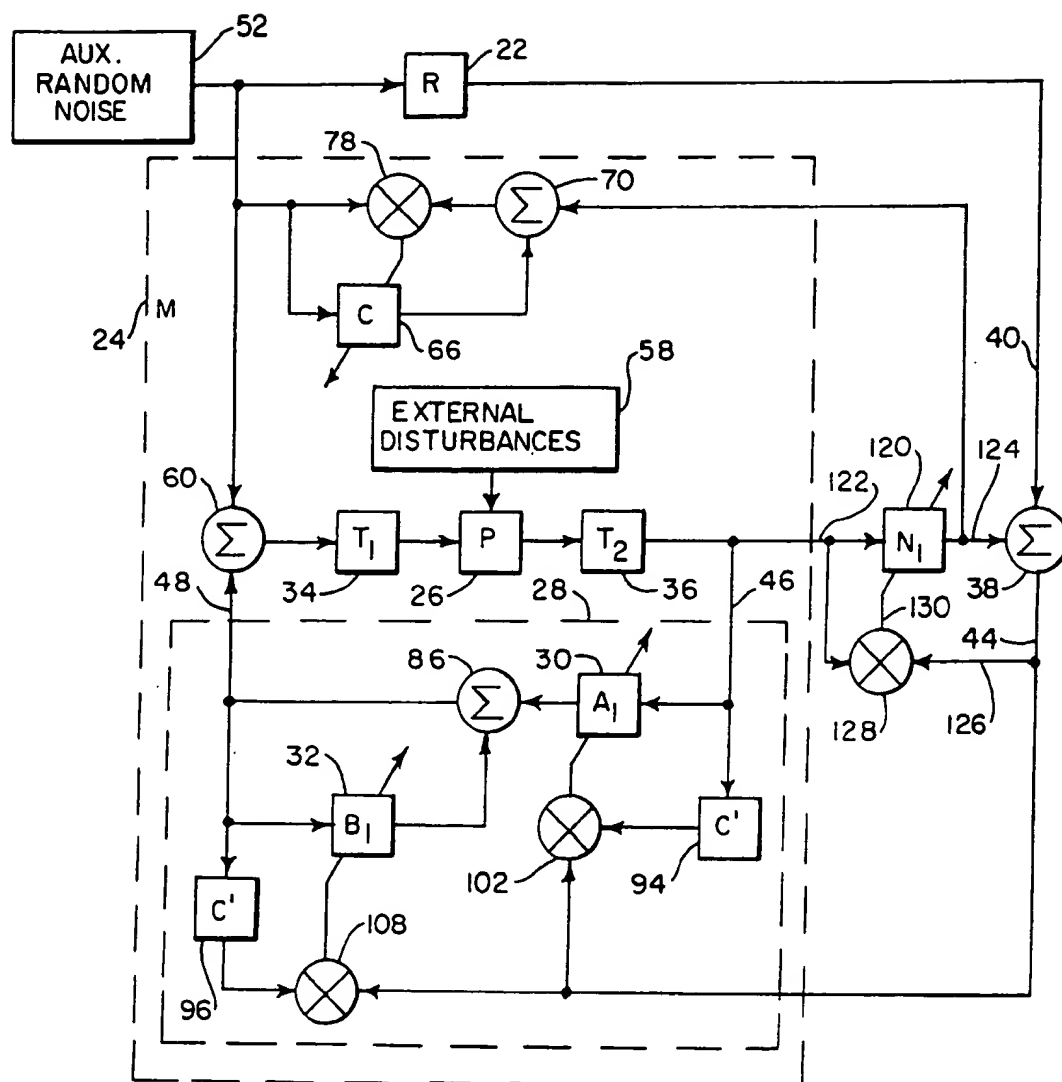 52
AUX.
RANDOM
NOISE
R
22
78
70
Σ
M
24
C
66
40
58
EXTERNAL
DISTURBANCES
60
Σ
T₁
34
P
26
T₂
36
122
120
N₁
124
Σ
38
48
28
46
130
44
86
Σ
30
A₁
128
126
32
B₁
102
C'
94
C'
96
108